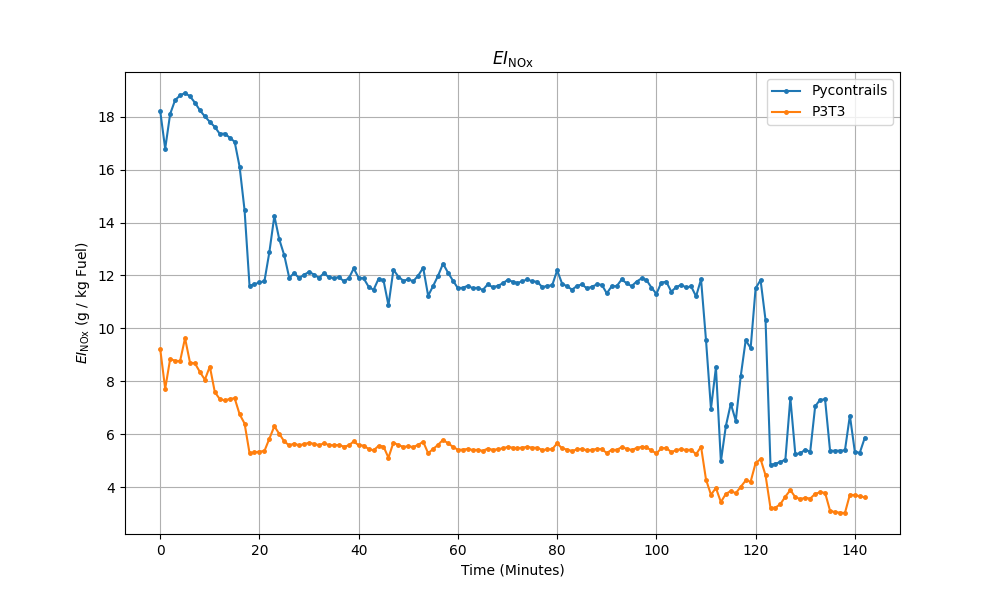 EI_NOx
Pycontrails
P3T3
EI_NOx (g / kg Fuel)
18
16
14
12
10
8
6
4
0 20 40 60 80 100 120 140
Time (Minutes)